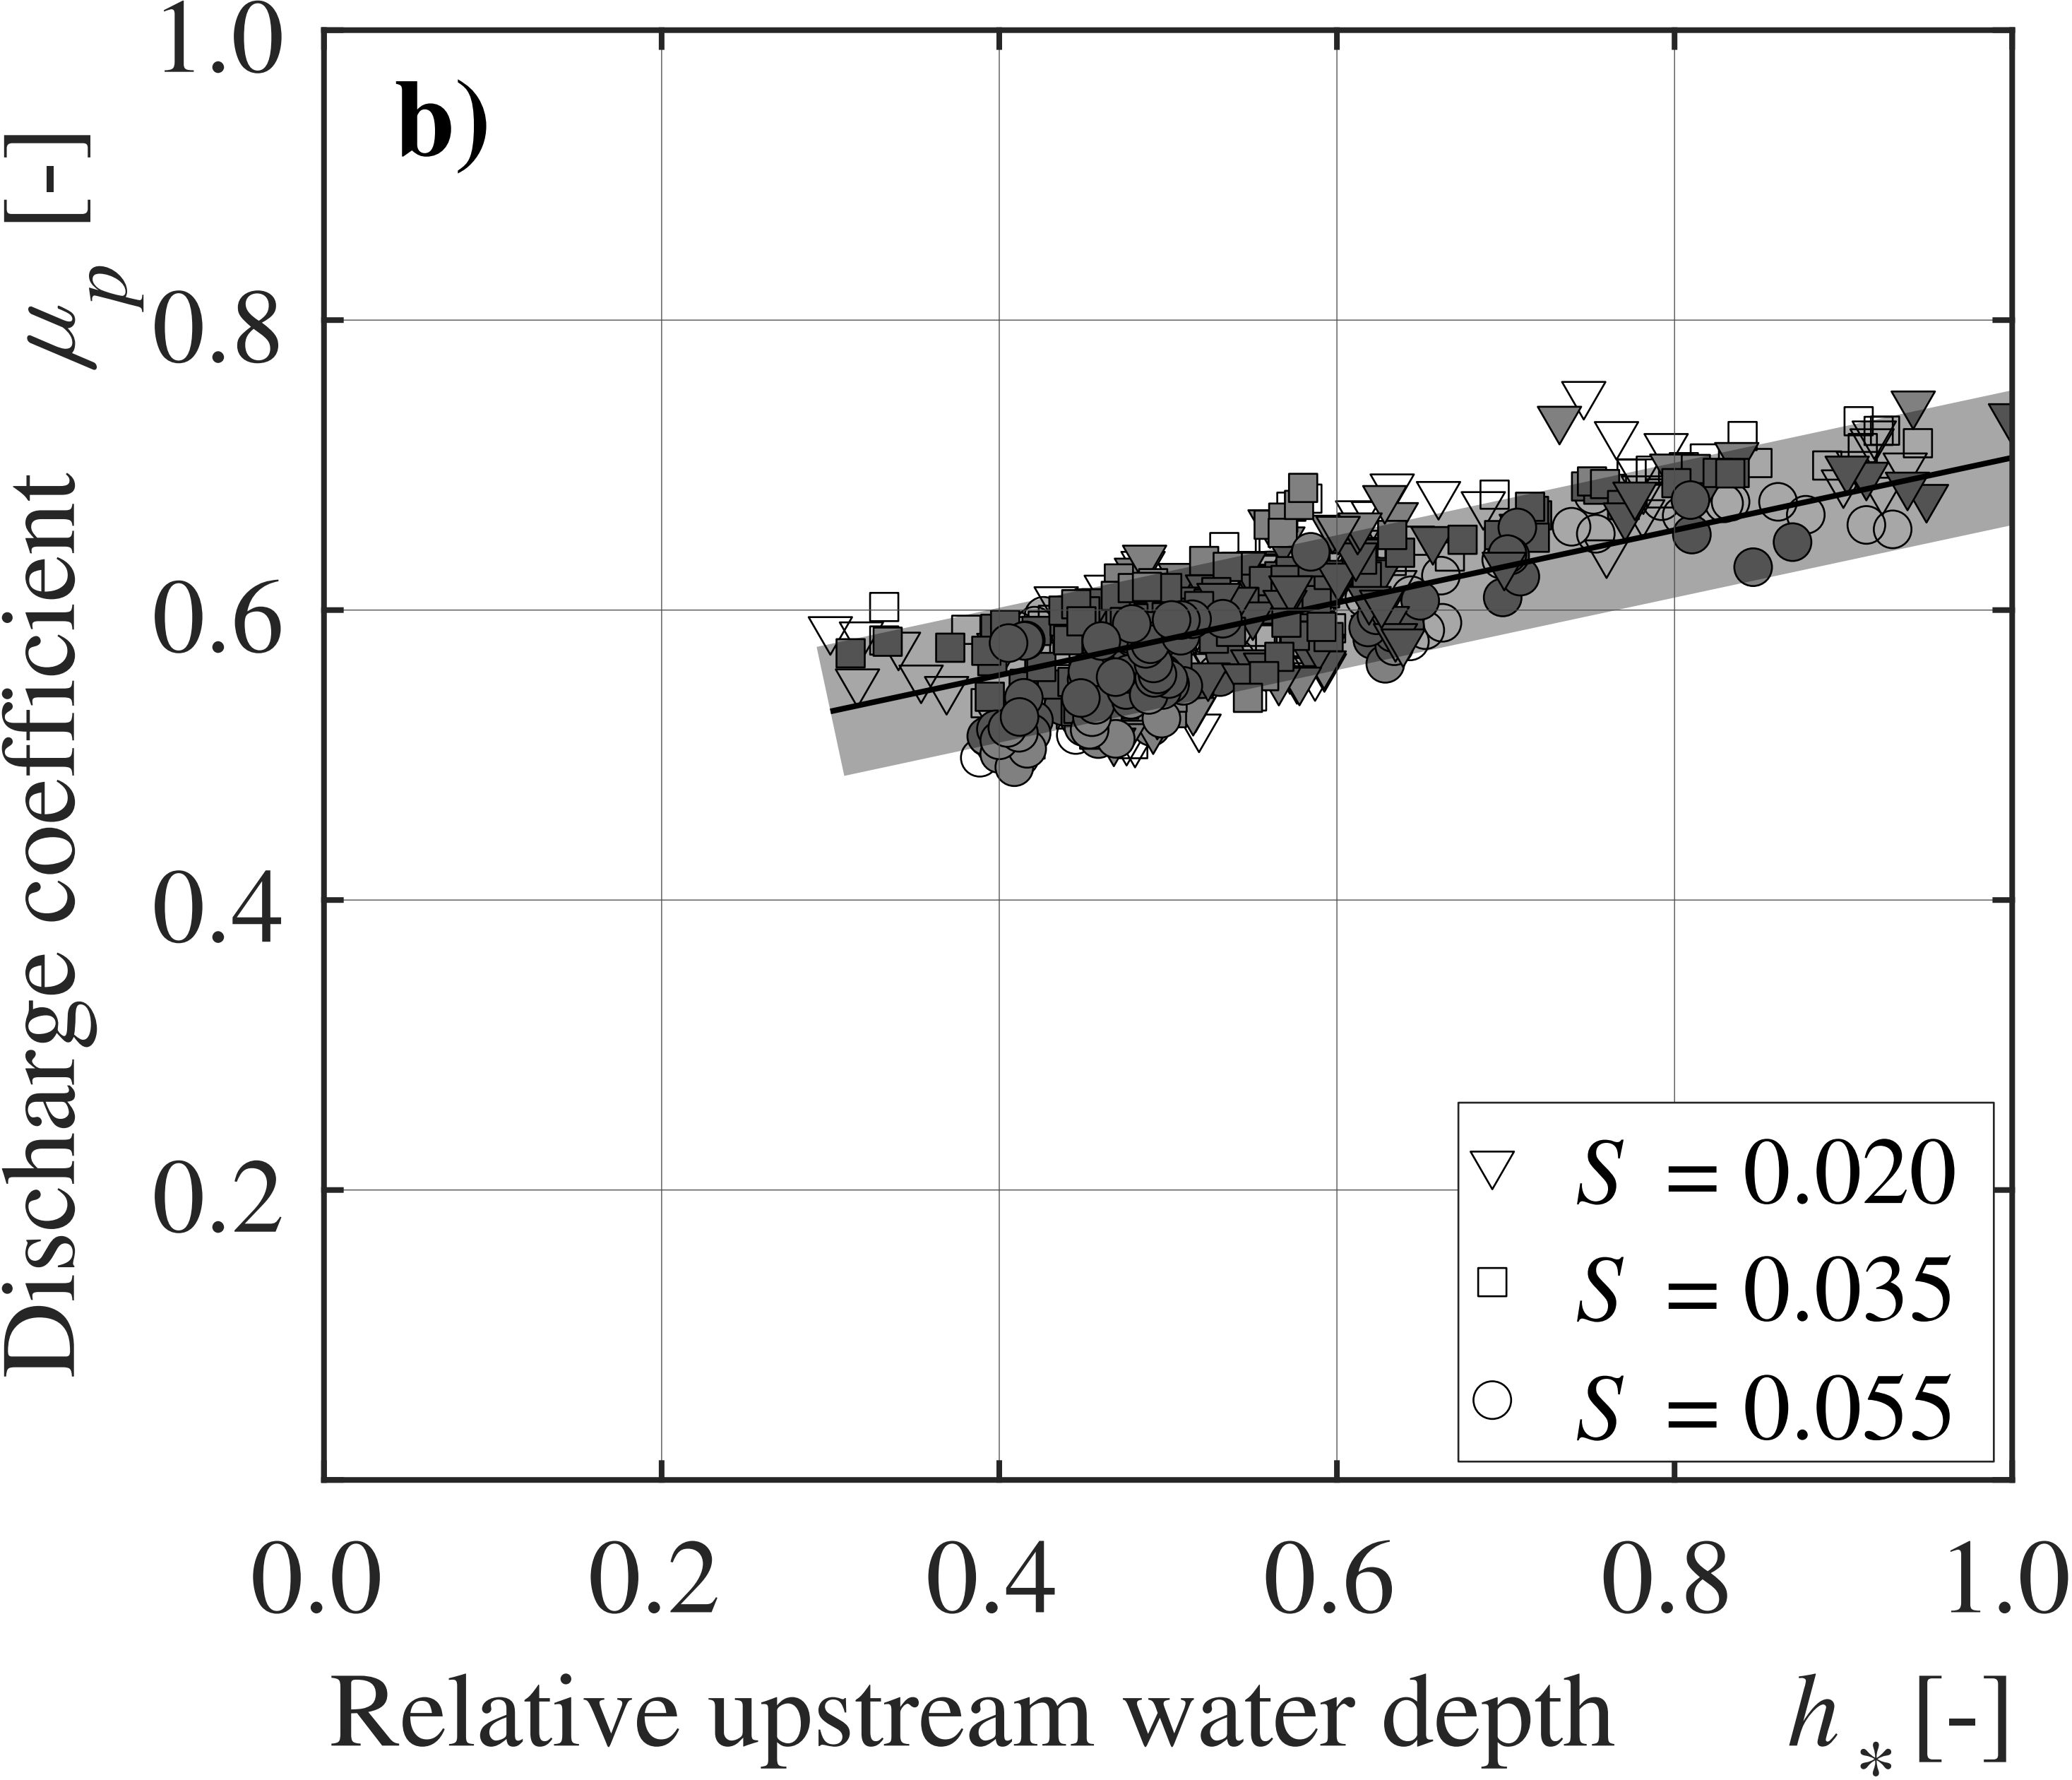 b)
Discharge coefficient μp [-]
1.0
0.8
0.6
0.4
0.2
S = 0.020
S = 0.035
S = 0.055
0.0 0.2 0.4 0.6 0.8 1.0
Relative upstream water depth h* [-]